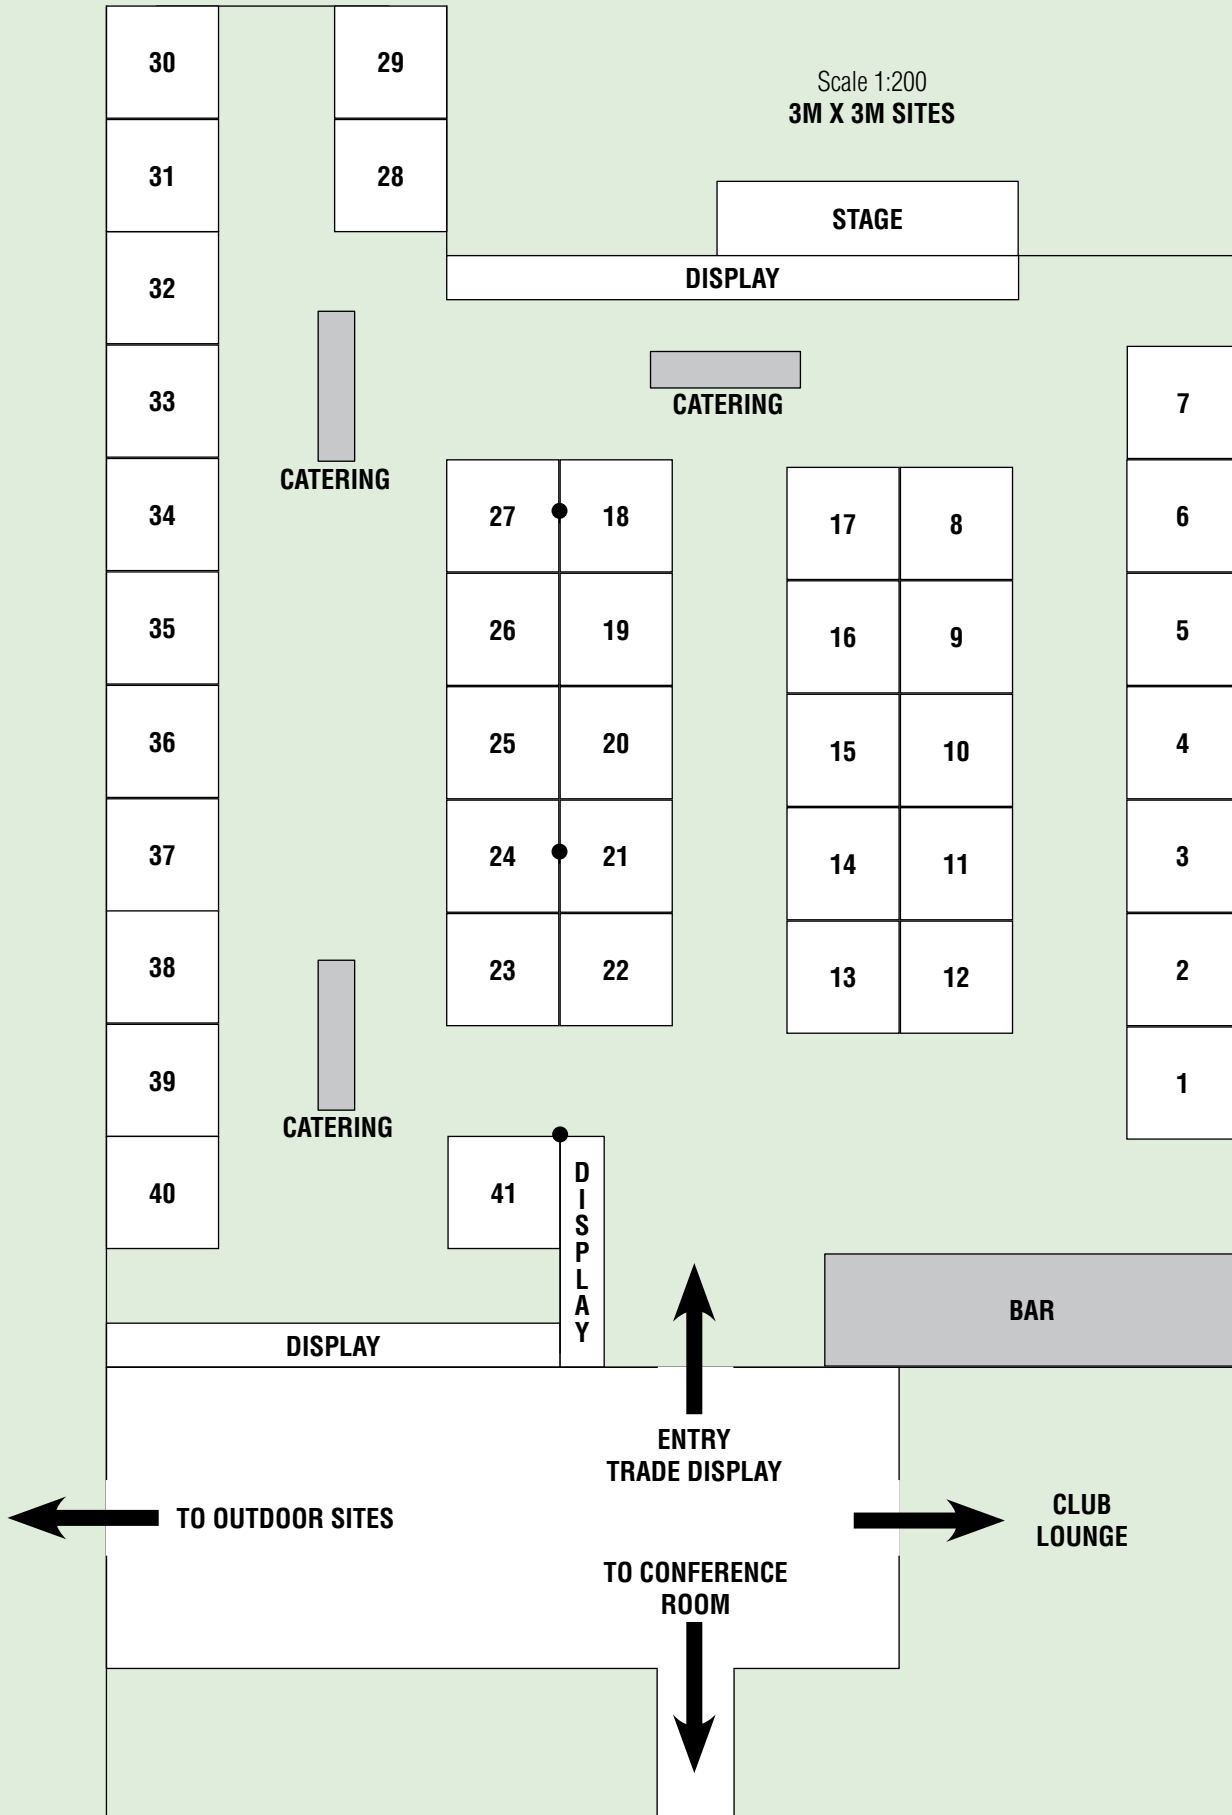 30
29
Scale 1:200
3M X 3M SITES
31
28
STAGE
32
DISPLAY
33
CATERING
7
CATERING
34
27
18
17
8
6
35
26
19
16
9
5
36
25
20
15
10
4
37
24
21
14
11
3
38
23
22
13
12
2
39
1
CATERING
40
41
DISPLAY
BAR
DISPLAY
ENTRY
TRADE DISPLAY
TO OUTDOOR SITES
CLUB
LOUNGE
TO CONFERENCE
ROOM